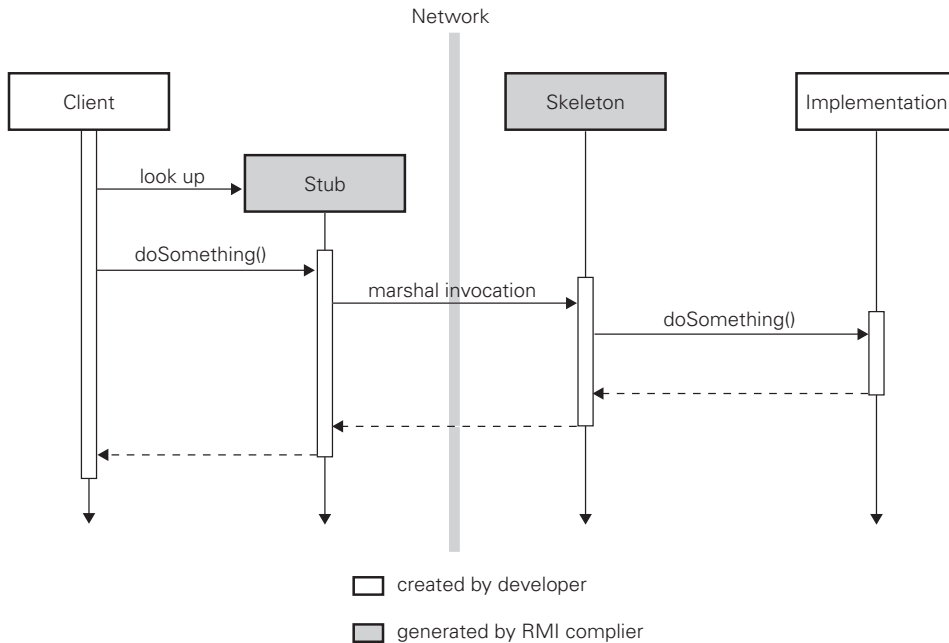 Network
Client
Skeleton
Implementation
look up
Stub
doSomething()
marshal invocation
doSomething()
created by developer
generated by RMI complier